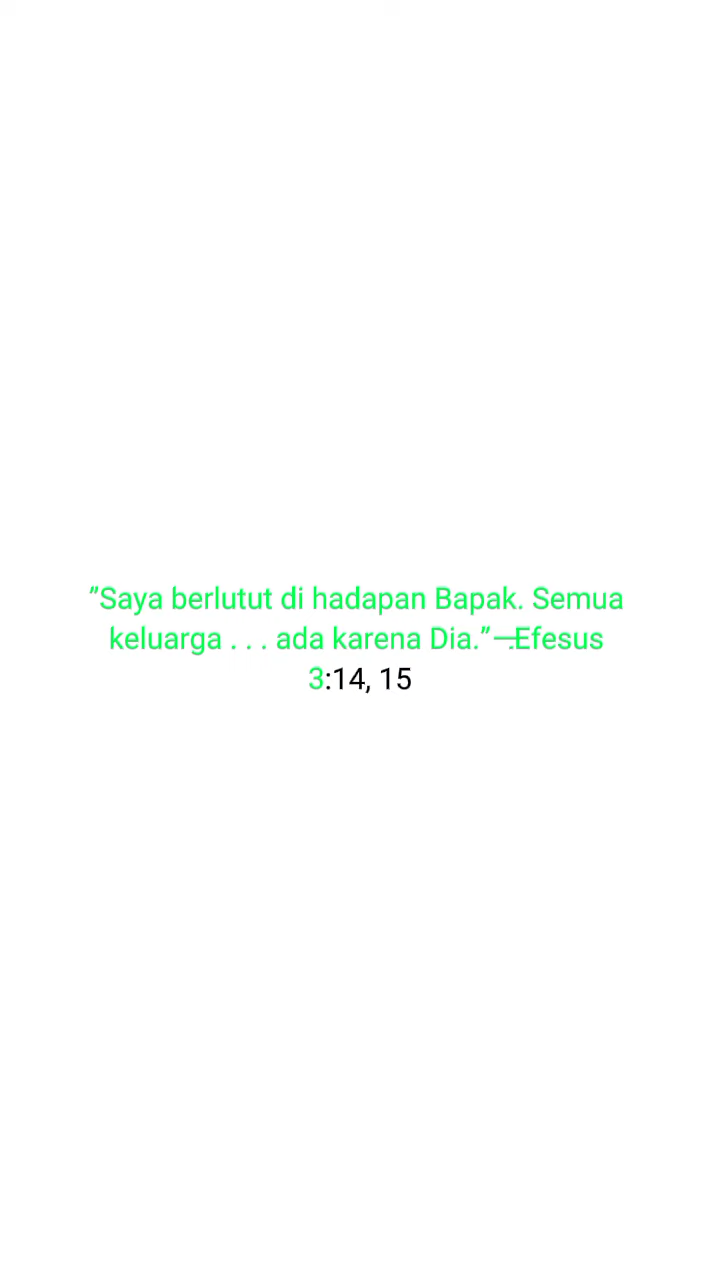 ”Saya berlutut di hadapan Bapak. Semua
keluarga . . . ada karena Dia.”—.Efesus
3:14, 15